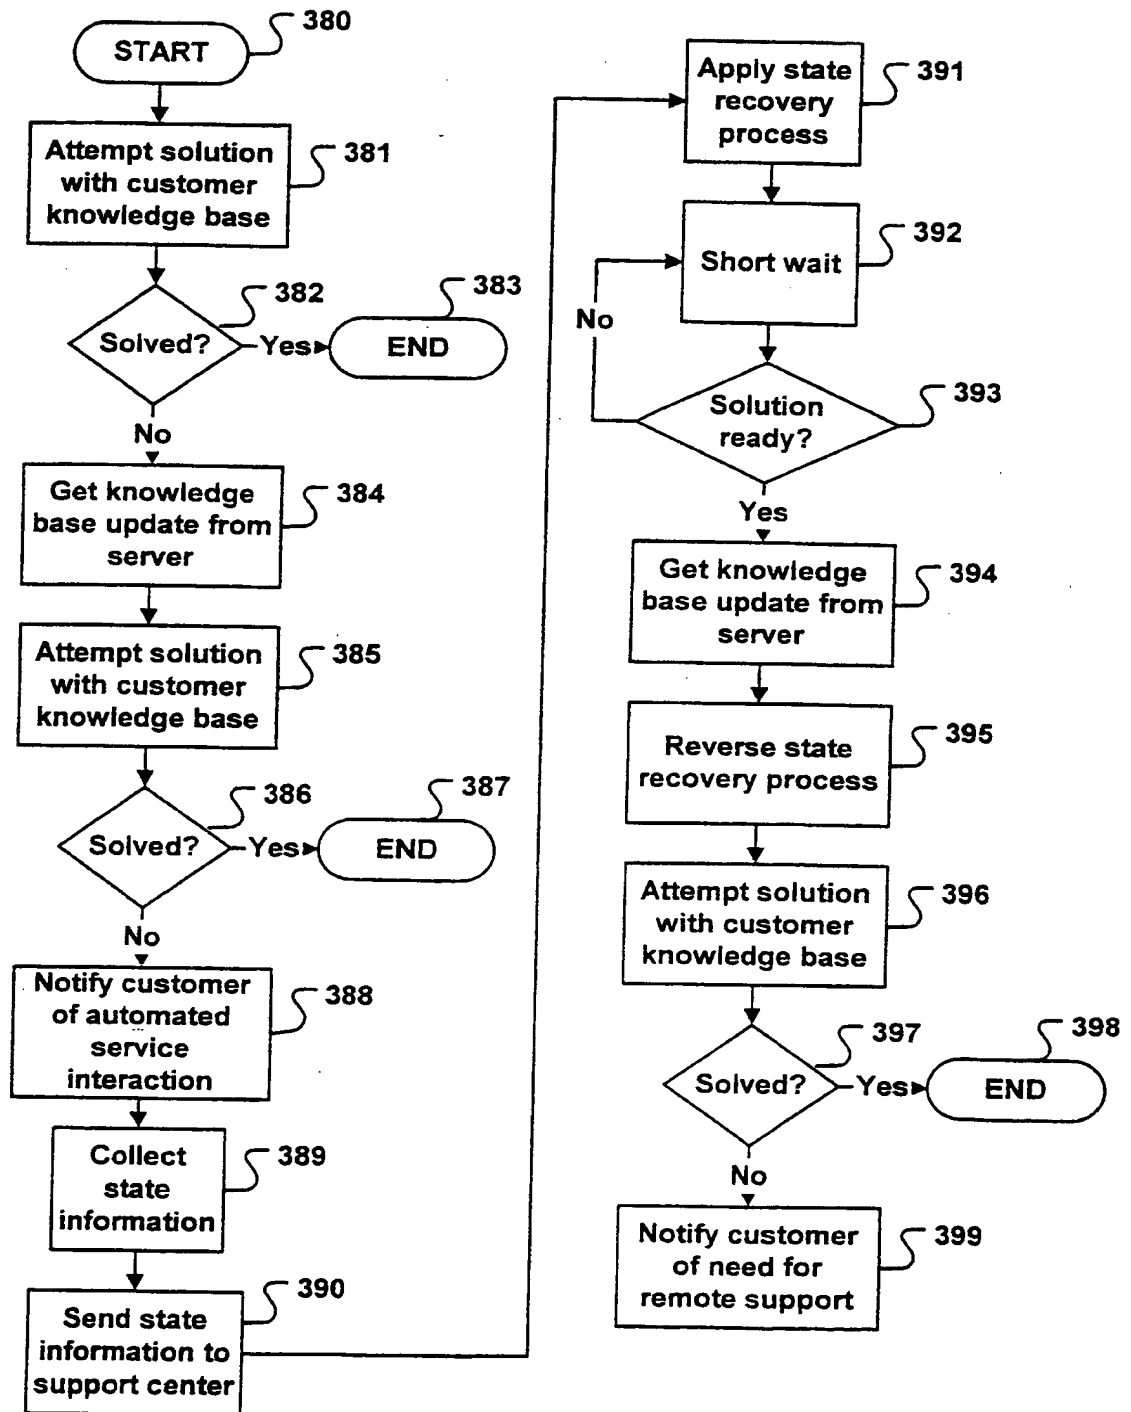 START
380
Attempt solution
with customer
knowledge base
381
Solved?
382
Yes
END
383
No
Get knowledge
base update from
server
384
Attempt solution
with customer
knowledge base
385
Solved?
386
Yes
END
387
No
Notify customer
of automated
service
interaction
388
Collect
state
information
389
Send state
information to
support center
390
Apply state
recovery
process
391
Short wait
392
No
Solution
ready?
393
Yes
Get knowledge
base update from
server
394
Reverse state
recovery process
395
Attempt solution
with customer
knowledge base
396
Solved?
397
Yes
END
398
No
Notify customer
of need for
remote support
399